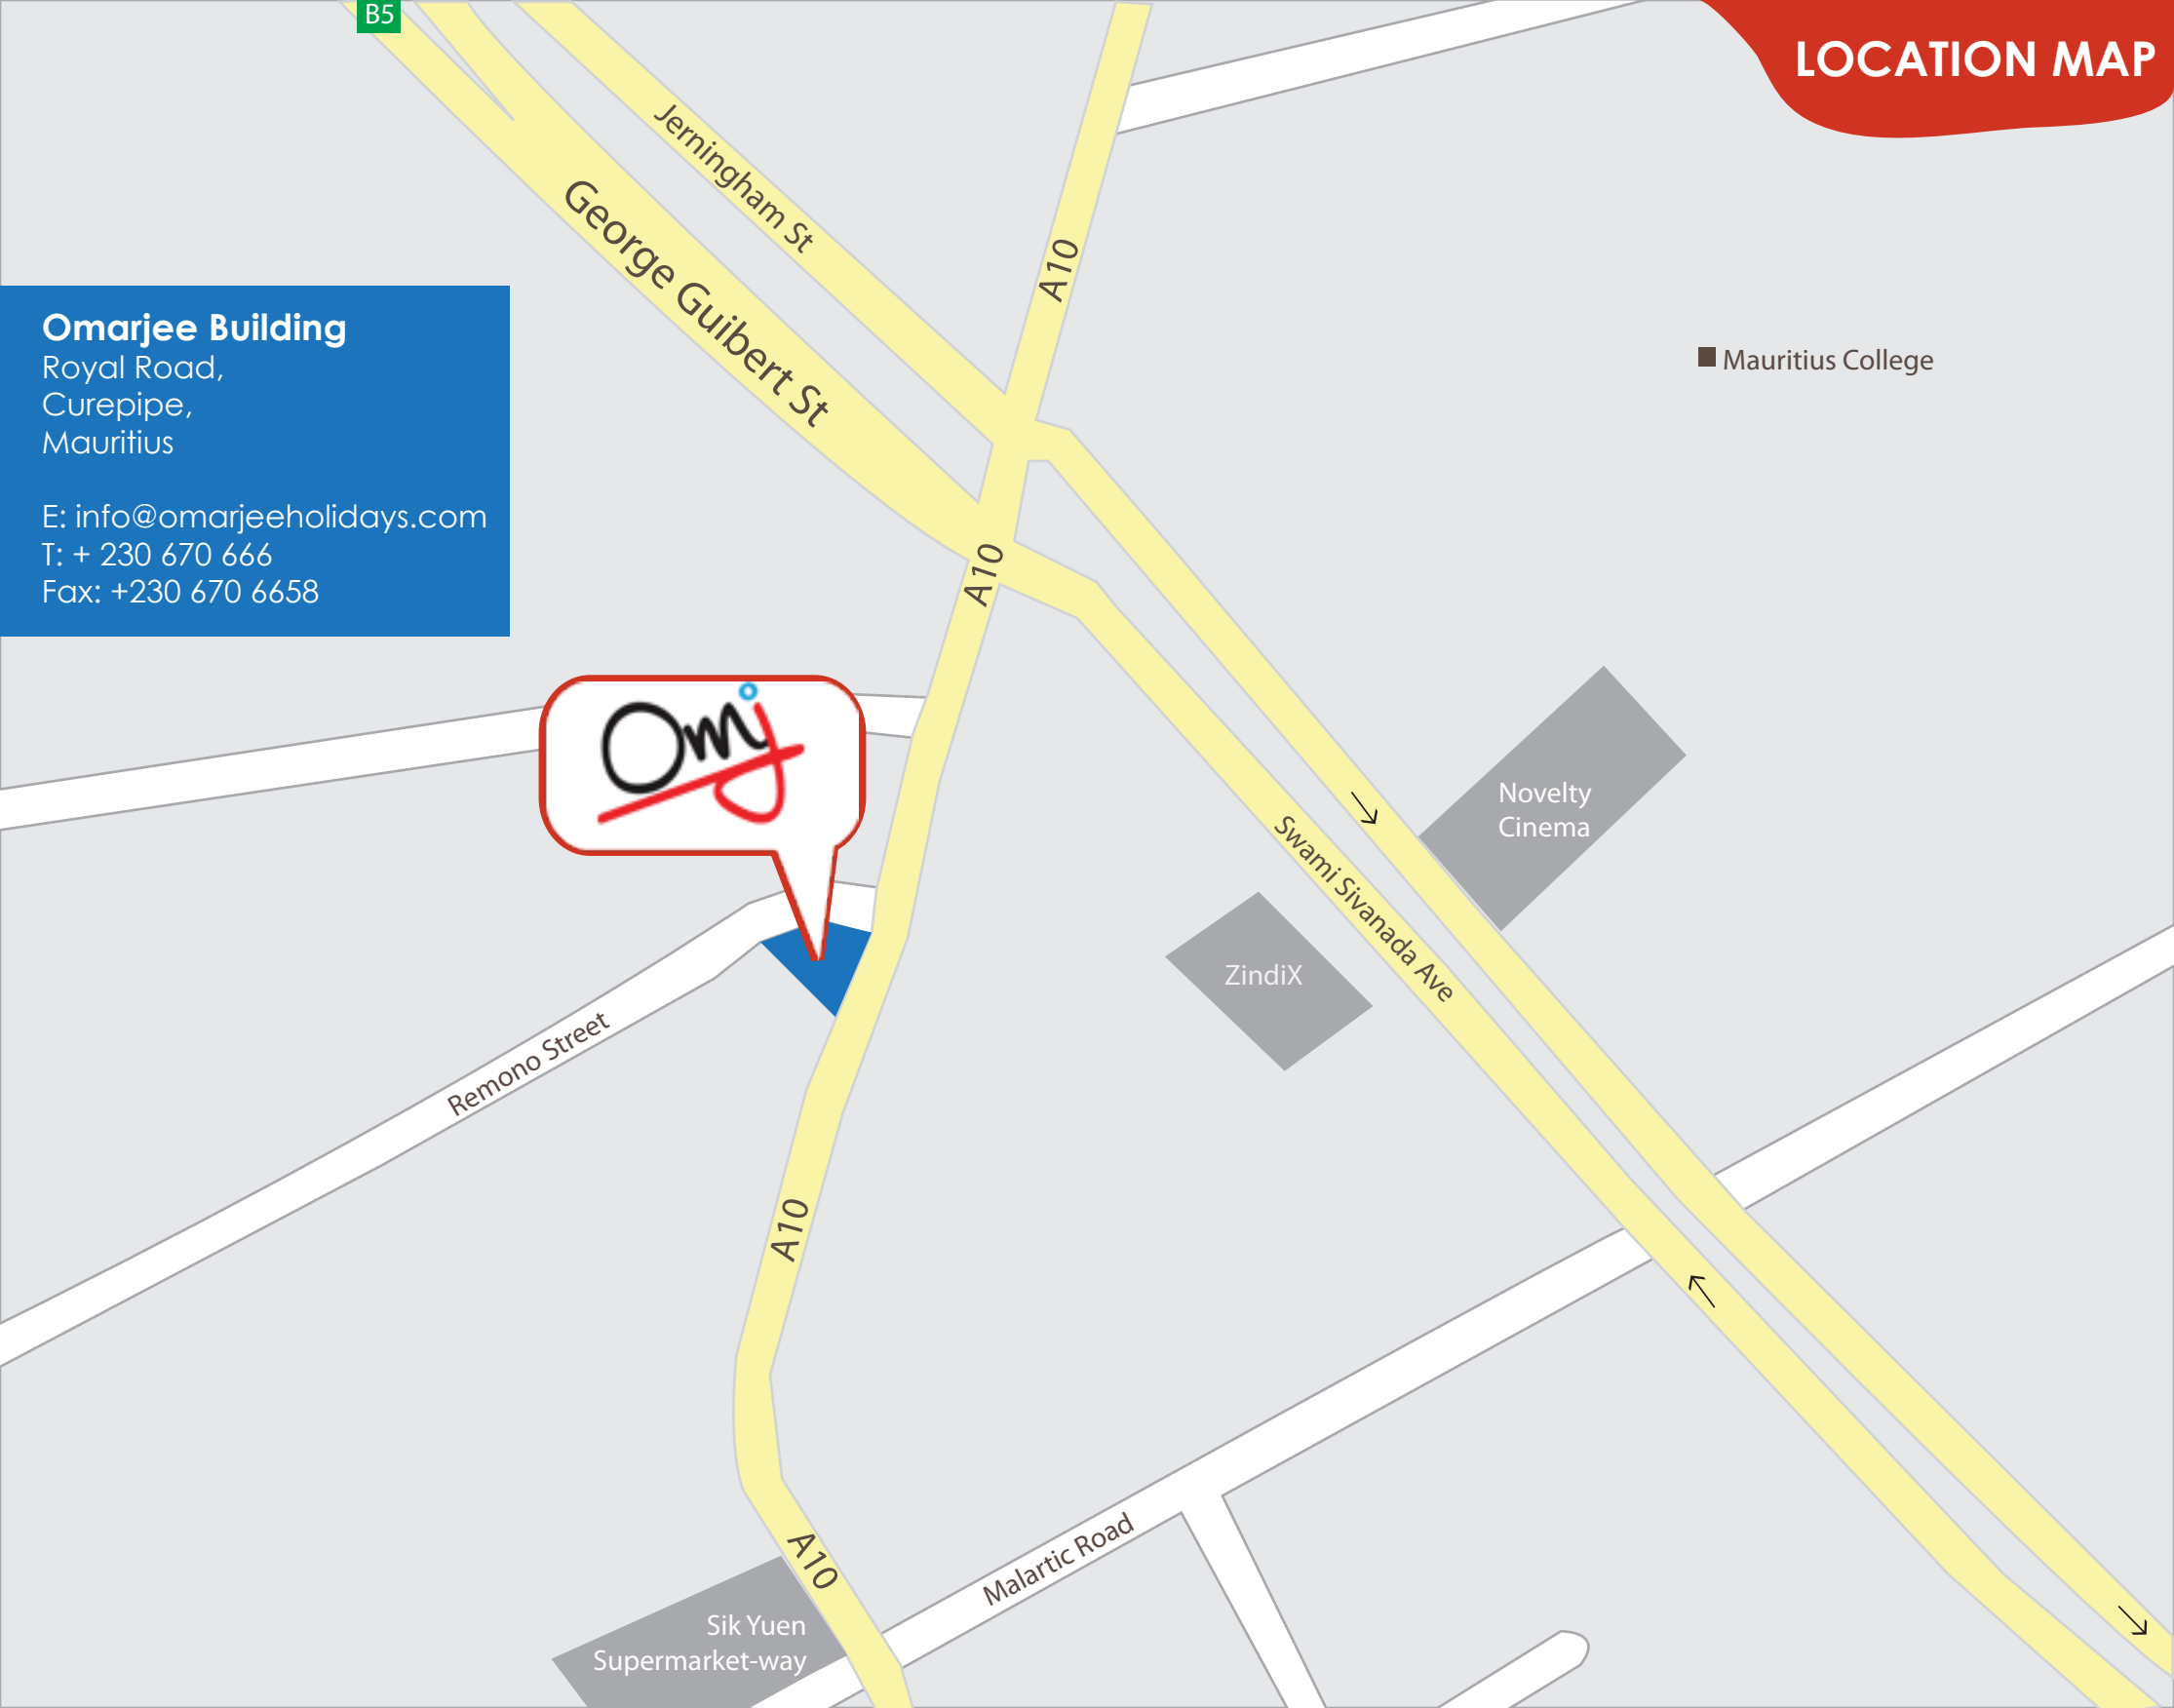 B5
LOCATION MAP
Jerningham St
George Guibert St
A10
Mauritius College
Omarjee Building
Royal Road,
Curepipe,
Mauritius
E: info@omarjeeholidays.com
T: + 230 670 666
Fax: +230 670 6658
A10
Omj
Novelty
Cinema
Swami Sivanada Ave
ZindiX
Remono Street
A10
A10
Malartic Road
Sik Yuen
Supermarket-way